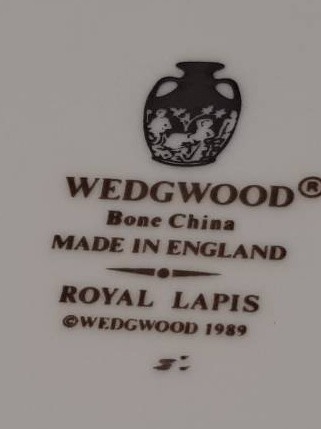 WEDGWOOD®
Bone China
MADE IN ENGLAND
ROYAL LAPIS
©WEDGWOOD 1989